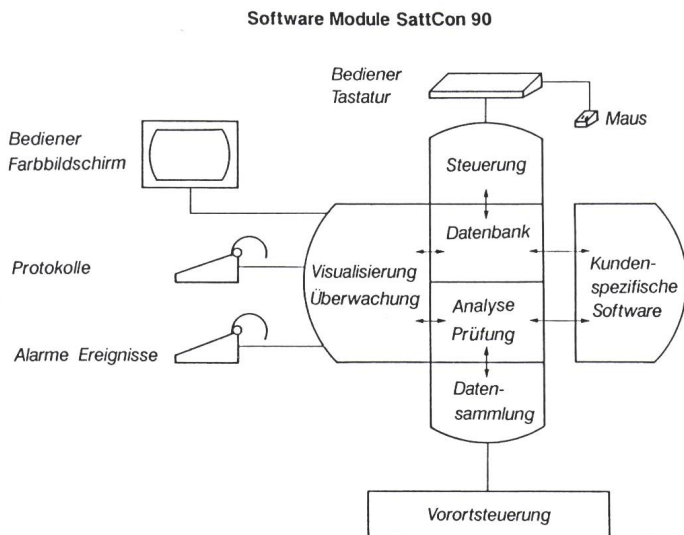 Software Module SattCon 90
Bediener
Tastatur
Maus
Bediener
Farbbildschirm
Steuerung
Datenbank
Protokolle
Visualisierung
Überwachung
Kunden-
spezifische
Software
Analyse
Prüfung
Alarme Ereignisse
Daten-
sammlung
Vorortsteuerung